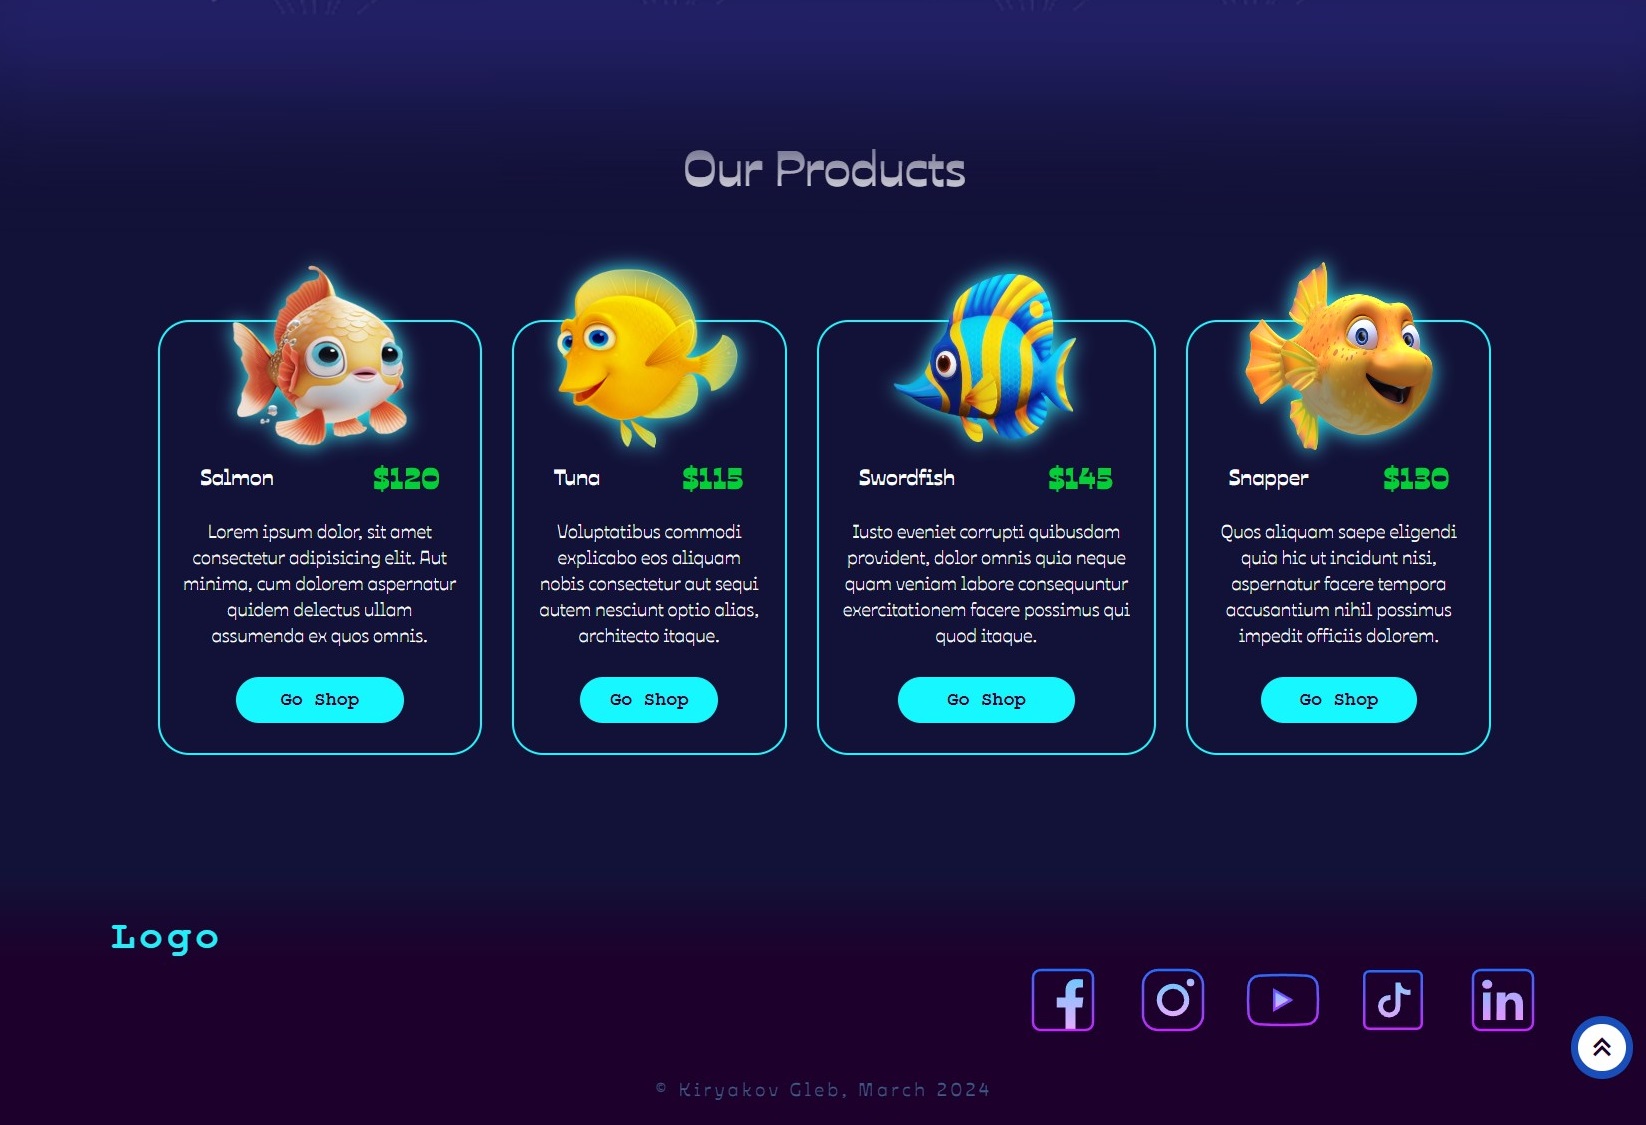 Our Products
Salmon $120
Lorem ipsum dolor, sit amet
consectetur adipisicing elit. Aut
minima, cum dolorem aspernatur
quidem delectus ullam
assumenda ex quos omnis.
Go Shop
Tuna $115
Voluptatibus commodi
explicabo eos aliquam
nobis consectetur aut sequi
autem nesciunt optio alias,
architecto itaque.
Go Shop
Swordfish $145
Iusto eveniet corrupti quibusdam
provident, dolor omnis quia neque
quam veniam labore consequuntur
exercitationem facere possimus qui
quod itaque.
Go Shop
Snapper $130
Quos aliquam saepe eligendi
quia hic ut incidunt nisi,
aspernatur facere tempora
accusantium nihil possimus
impedit officiis dolorem.
Go Shop
Logo
© Kiryakov Gleb, March 2024